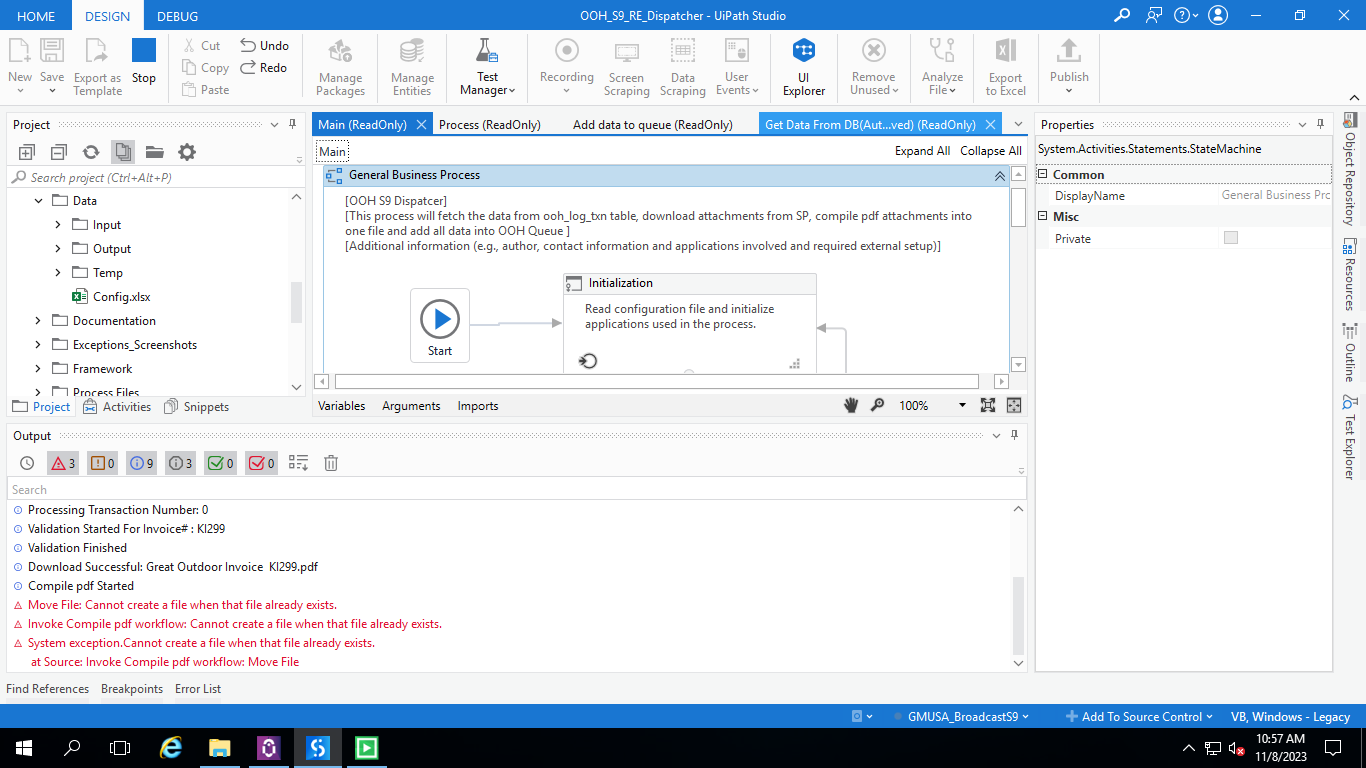 HOME
DESIGN
DEBUG
OOH_S9_RE_Dispatcher - UiPath Studio
New
Save
Export as Template
Stop
Cut
Copy
Paste
Undo
Redo
Manage Packages
Manage Entities
Test Manager
Recording
Screen Scraping
Data Scraping
User Events
UI Explorer
Remove Unused
Analyze File
Export to Excel
Publish
Project
Search project (Ctrl+Alt+P)
Data
Input
Output
Temp
Config.xlsx
Documentation
Exceptions_Screenshots
Framework
Process Files
Project
Activities
Snippets
Main (ReadOnly)
Process (ReadOnly)
Add data to queue (ReadOnly)
Get Data From DB(Aut...ved) (ReadOnly)
Main
Expand All
Collapse All
General Business Process
[OOH S9 Dispatcer]
[This process will fetch the data from ooh_log_txn table, download attachments from SP, compile pdf attachments into
one file and add all data into OOH Queue ]
[Additional information (e.g., author, contact information and applications involved and required external setup)]
Start
Initialization
Read configuration file and initialize
applications used in the process.
Variables
Arguments
Imports
100%
Properties
System.Activities.Statements.StateMachine
Common
DisplayName
General Business Prc
Misc
Private
Object Repository
Resources
Outline
Test Explorer
Output
3
0
9
3
0
0
Search
Processing Transaction Number: 0
Validation Started For Invoice# : KI299
Validation Finished
Download Successful: Great Outdoor Invoice  KI299.pdf
Compile pdf Started
Move File: Cannot create a file when that file already exists.
Invoke Compile pdf workflow: Cannot create a file when that file already exists.
System exception.Cannot create a file when that file already exists.
at Source: Invoke Compile pdf workflow: Move File
Find References
Breakpoints
Error List
GMUSA_BroadcastS9
Add To Source Control
VB, Windows - Legacy
10:57 AM
11/8/2023